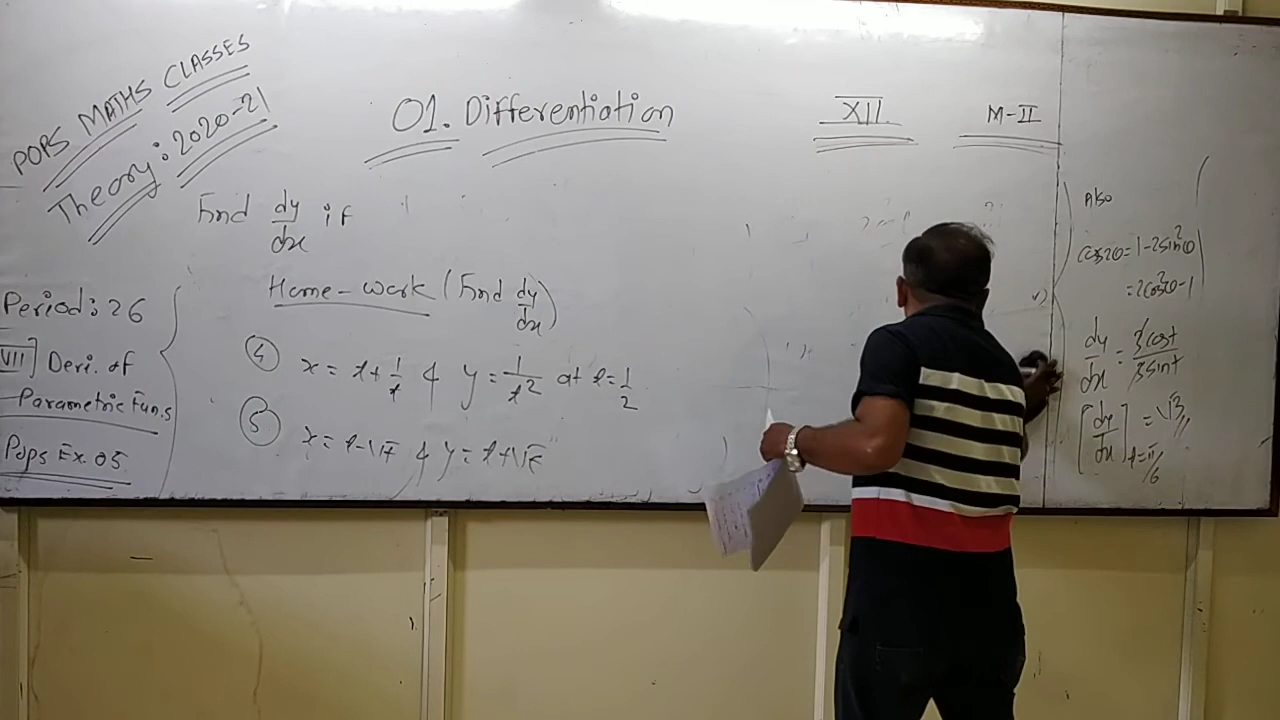 POPS MATHS CLASSES
Theory: 2020-21
01. Differentiation
XII
M-II
Find dy/dx if
Home-work (Find dy/dx)
Period: 26
VII] Deri. of
Parametric Fun.s
Pops Ex. 05
④ x = t + 1/t & y = 1/t² at t = 1/2
⑤ x = t - √t & y = t + √t
Also
cos2θ = 1 - 2sin²θ
= 2cos²θ - 1
dy/dx = 3cost/3sint
[dy/dx] t = π/6 = √3